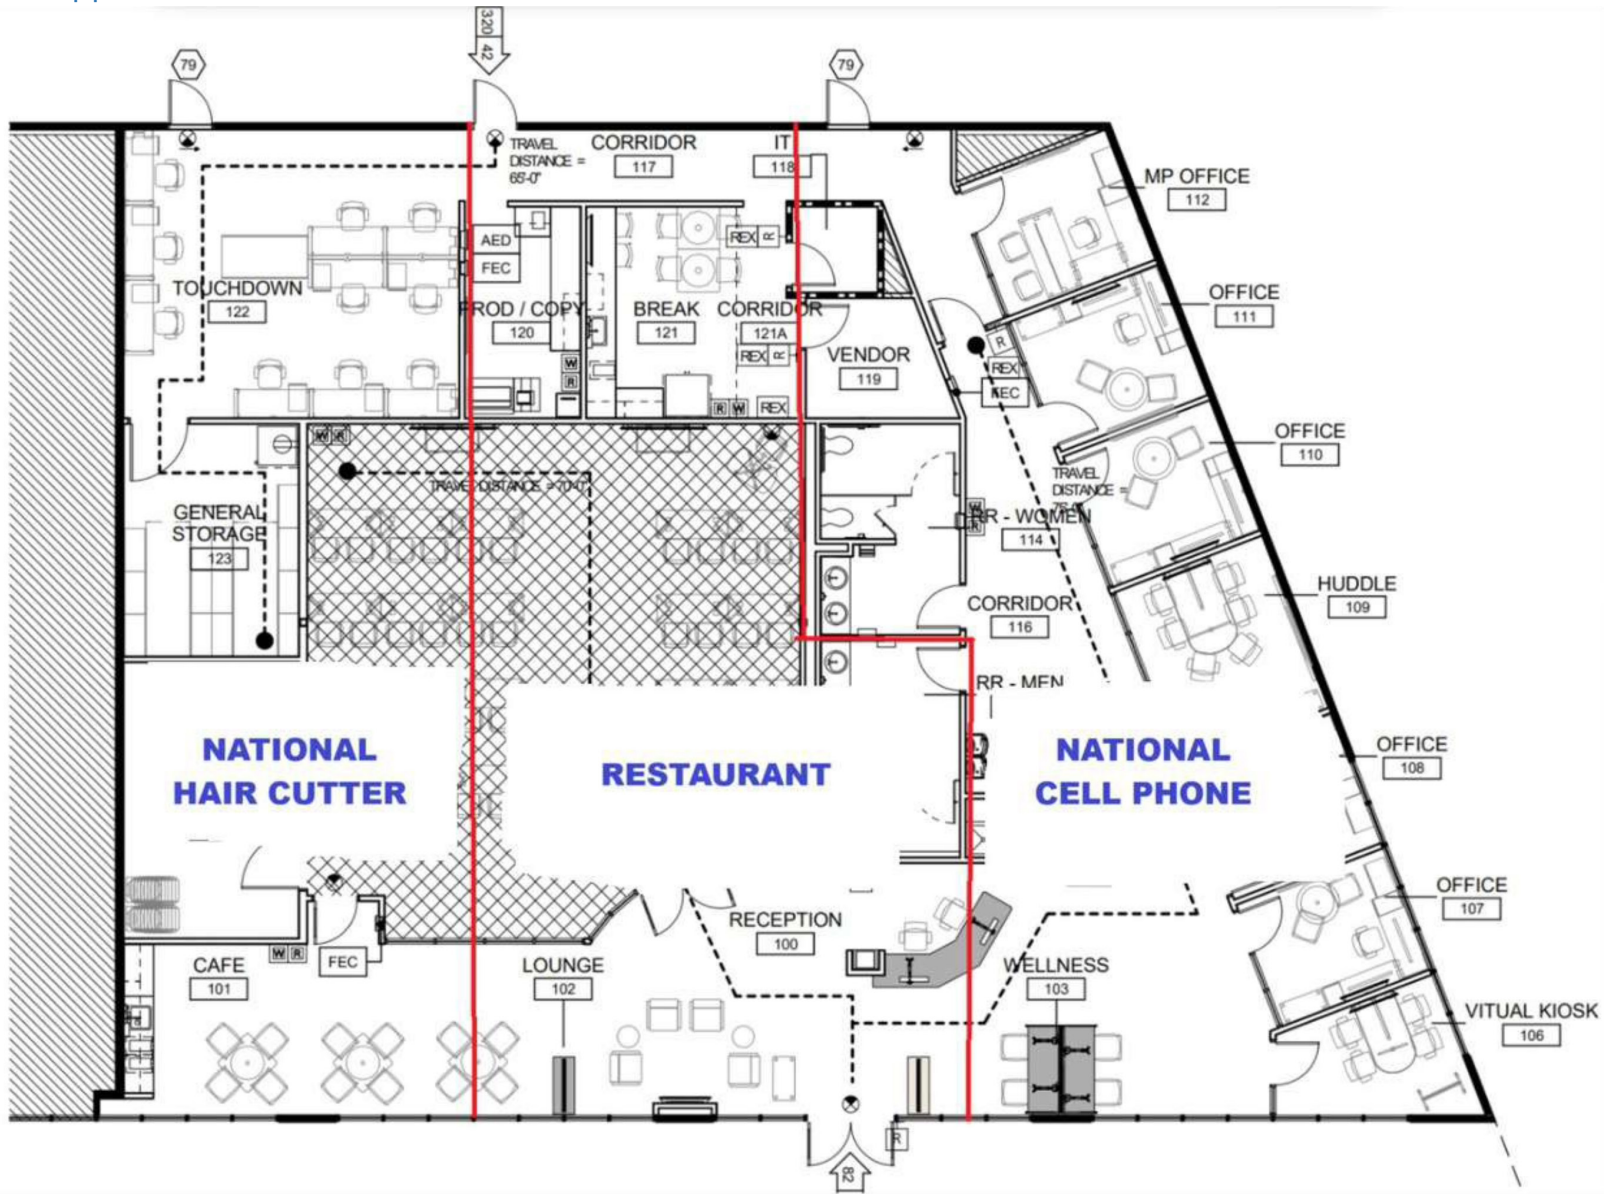 320
42
79
79
TRAVEL
DISTANCE =
65'-0"
CORRIDOR
117
IT
118
MP OFFICE
112
AED
FEC
REX
R
TOUCHDOWN
122
PROD / COPY
120
BREAK
121
CORRIDOR
121A
OFFICE
111
R
REX
FEC
REX
R
VENDOR
119
W
R
R
W
REX
OFFICE
110
W
R
TRAVEL DISTANCE = 70'-0"
TRAVEL
DISTANCE =
GENERAL
STORAGE
123
W
R
RR - WOMEN
114
HUDDLE
109
CORRIDOR
116
RR - MEN
NATIONAL
HAIR CUTTER
RESTAURANT
NATIONAL
CELL PHONE
OFFICE
108
OFFICE
107
RECEPTION
100
W
R
FEC
CAFE
101
LOUNGE
102
WELLNESS
103
VITUAL KIOSK
106
R
82